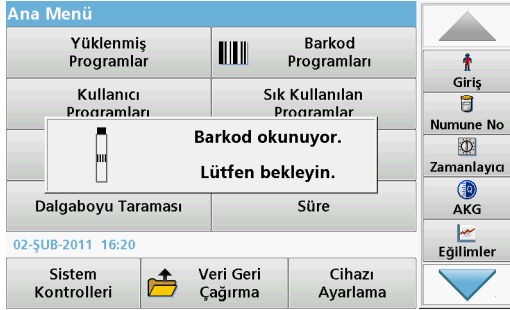 Ana Menü
Yüklenmiş
Programlar
Barkod
Programları
Kullanıcı
Programları
Sık Kullanılan
Programlar
Barkod okunuyor.
Lütfen bekleyin.
Dalgaboyu Taraması
Süre
02-ŞUB-2011 16:20
Sistem
Kontrolleri
Veri Geri
Çağırma
Cihazı
Ayarlama
Giriş
Numune No
Zamanlayıcı
AKG
Eğilimler